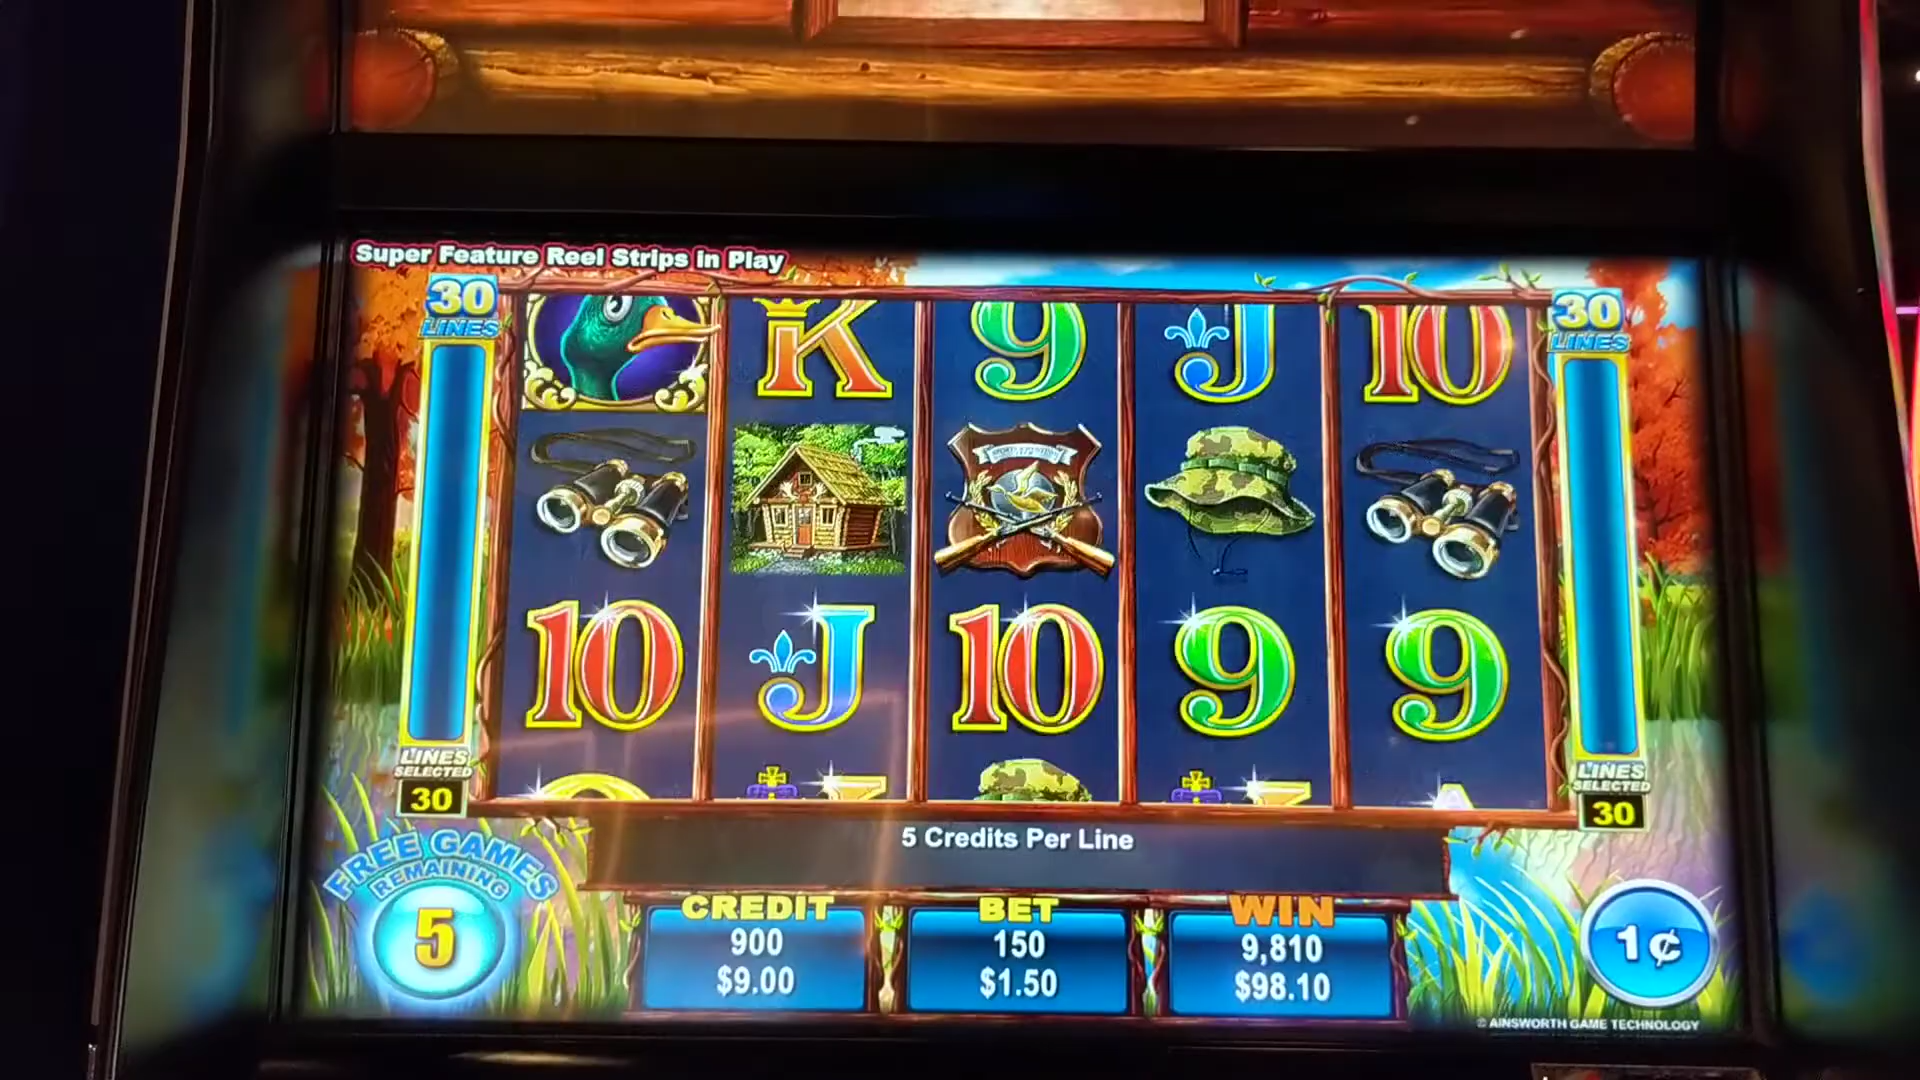 Super Feature Reel Strips in Play
30
LINES
30
LINES
K
9
J
10
10
J
10
9
9
LINES
SELECTED
30
LINES
SELECTED
30
5 Credits Per Line
FREE GAMES
REMAINING
5
CREDIT
900
$9.00
BET
150
$1.50
WIN
9,810
$98.10
1¢
© AINSWORTH GAME TECHNOLOGY